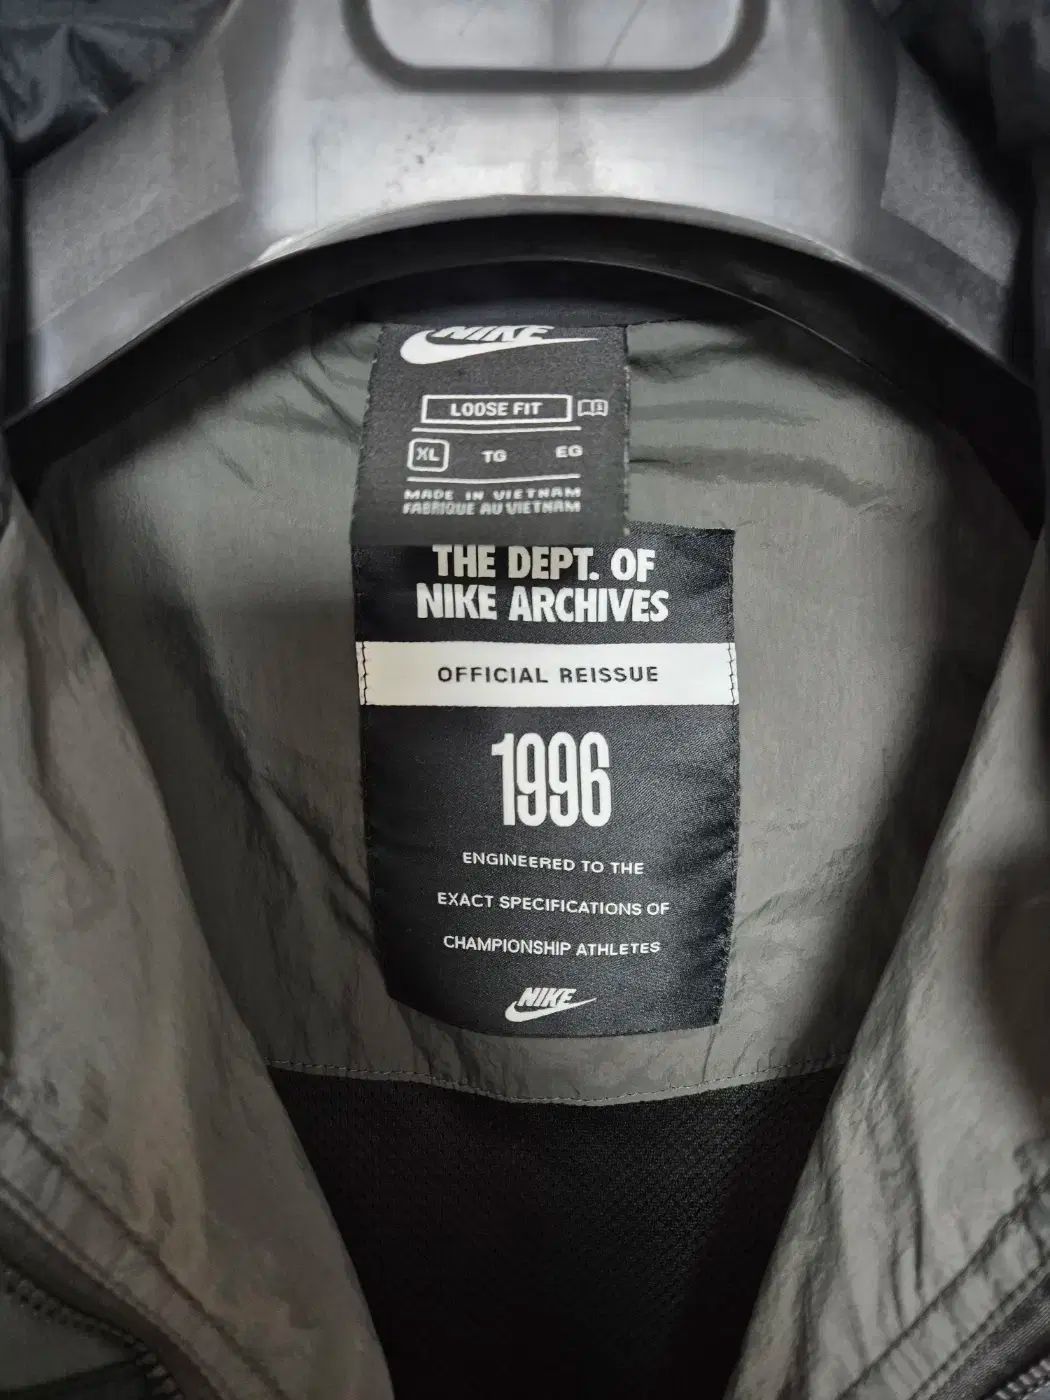 NIKE
LOOSE FIT
XL TG EG
MADE IN VIETNAM
FABRIQUÉ AU VIETNAM
THE DEPT. OF
NIKE ARCHIVES
OFFICIAL REISSUE
1996
ENGINEERED TO THE
EXACT SPECIFICATIONS OF
CHAMPIONSHIP ATHLETES
NIKE